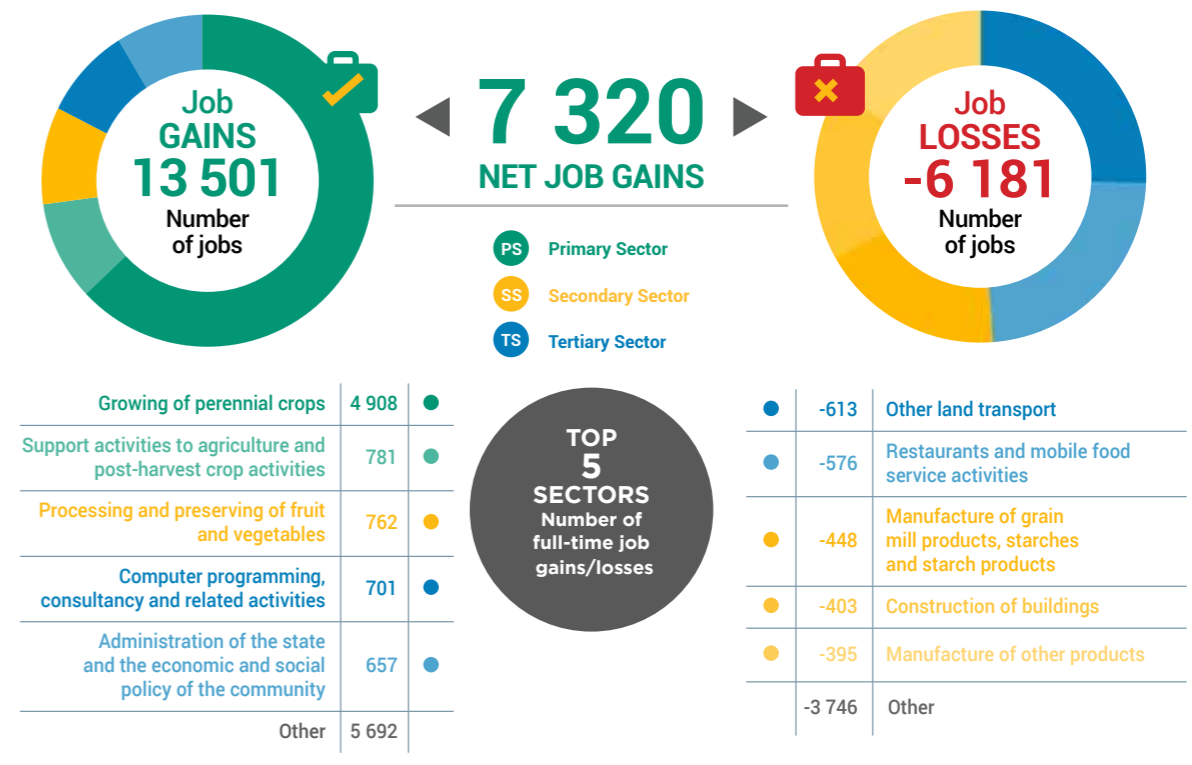 Job
GAINS
13 501
Number
of jobs
7 320
NET JOB GAINS
Job
LOSSES
-6 181
Number
of jobs
PS Primary Sector
SS Secondary Sector
TS Tertiary Sector
Growing of perennial crops 4 908
Support activities to agriculture and
post-harvest crop activities 781
Processing and preserving of fruit
and vegetables 762
Computer programming,
consultancy and related activities 701
Administration of the state
and the economic and social
policy of the community 657
Other 5 692
TOP
5
SECTORS
Number of
full-time job
gains/losses
-613 Other land transport
-576 Restaurants and mobile food
service activities
-448 Manufacture of grain
mill products, starches
and starch products
-403 Construction of buildings
-395 Manufacture of other products
-3 746 Other